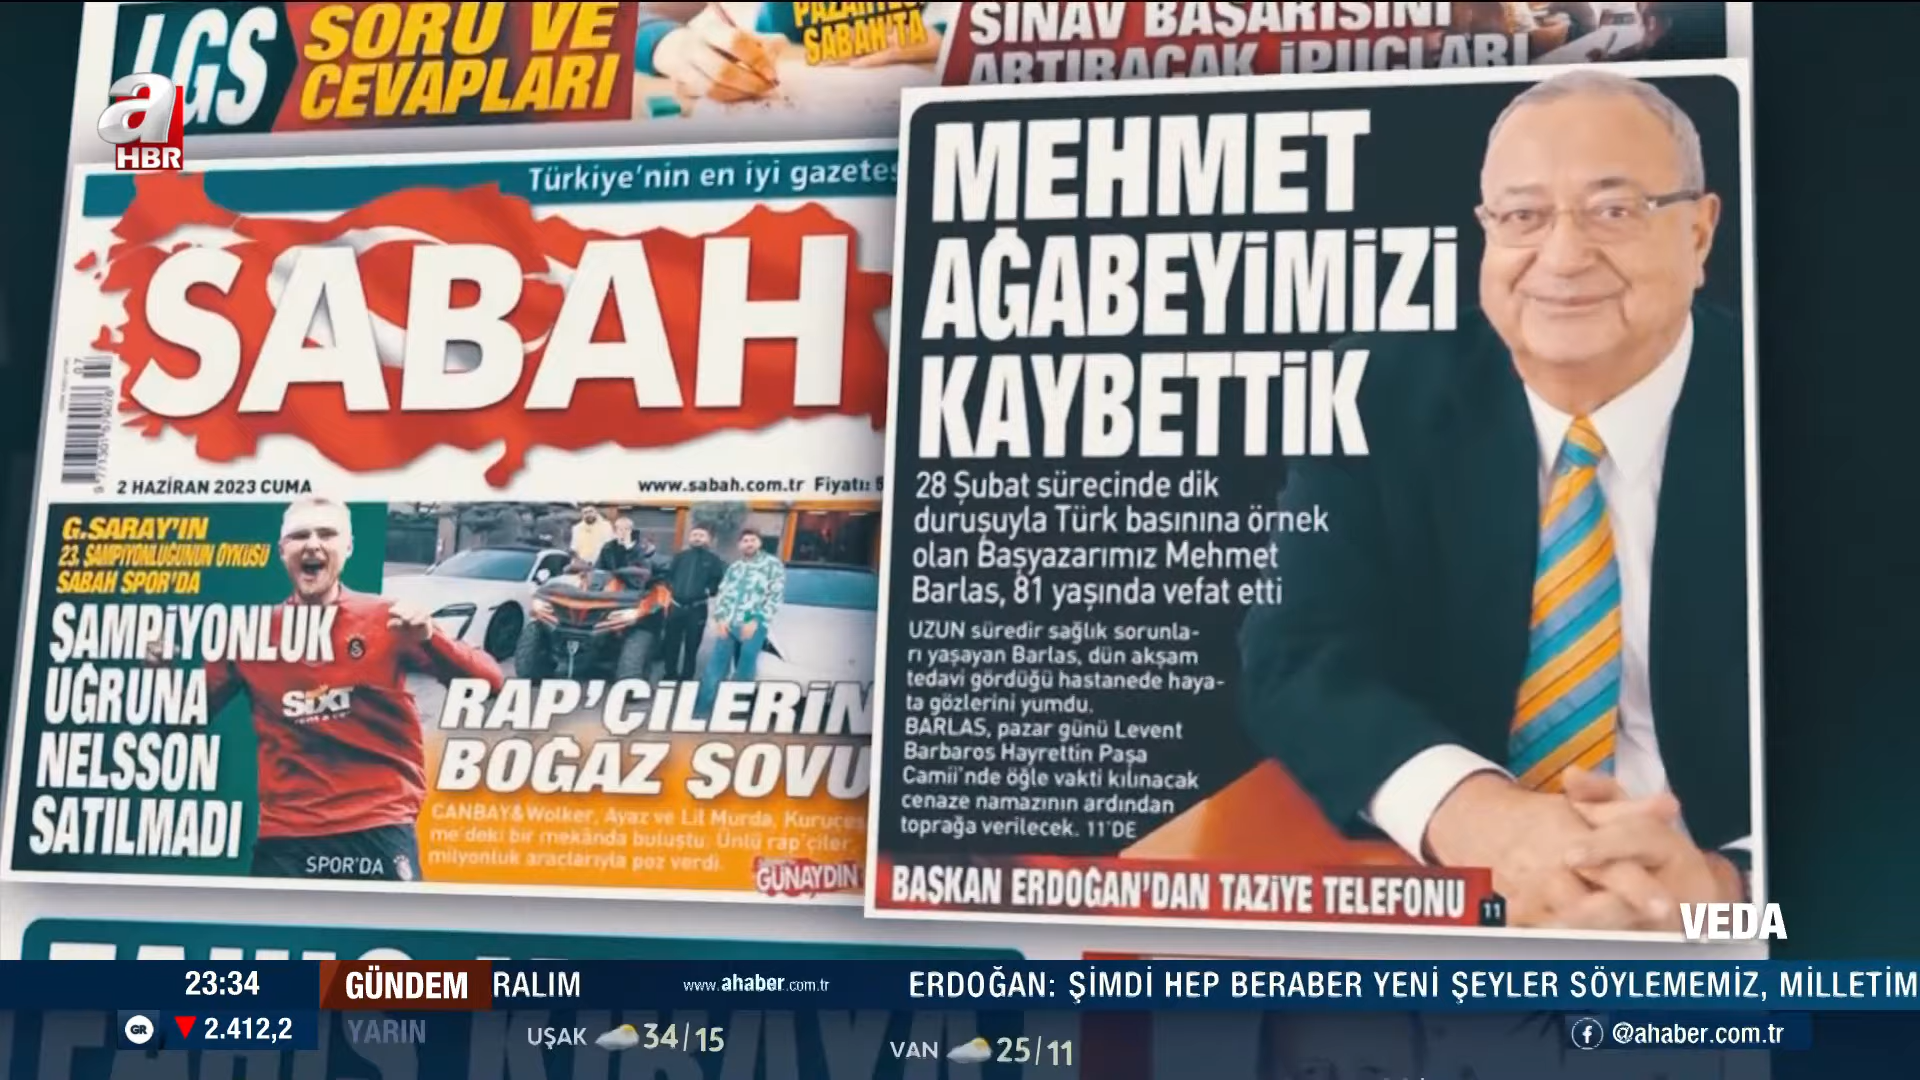 LGS
SORU VE
CEVAPLARI
SABAH'TA
SINAV BAŞARISINI
ARTIRACAK İPUÇLARI
a
HBR
Türkiye'nin en iyi gazetes
SABAH
2 HAZİRAN 2023 CUMA
www.sabah.com.tr Fiyatı: 5
G.SARAY'IN
23. ŞAMPİYONLUĞUNUN ÖYKÜSÜ
SABAH SPOR'DA
ŞAMPİYONLUK
UĞRUNA
NELSSON
SATILMADI
SPOR'DA
SIXT
RAP'ÇİLERİN
BOĞAZ ŞOVU
CANBAY&Wolker, Ayaz ve Lil Murda, Kuruçeş
me'deki bir mekânda buluştu. Ünlü rap'çiler,
milyonluk araçlarıyla poz verdi.
GÜNAYDIN
MEHMET
AĞABEYİMİZİ
KAYBETTİK
28 Şubat sürecinde dik
duruşuyla Türk basınına örnek
olan Başyazarımız Mehmet
Barlas, 81 yaşında vefat etti
UZUN süredir sağlık sorunla-
rı yaşayan Barlas, dün akşam
tedavi gördüğü hastanede haya-
ta gözlerini yumdu.
BARLAS, pazar günü Levent
Barbaros Hayrettin Paşa
Camii'nde öğle vakti kılınacak
cenaze namazının ardından
toprağa verilecek. 11'DE
BAŞKAN ERDOĞAN'DAN TAZİYE TELEFONU 11
VEDA
23:34 GÜNDEM RALIM www.ahaber.com.tr ERDOĞAN: ŞİMDİ HEP BERABER YENİ ŞEYLER SÖYLEMEMİZ, MİLLETİM
GR 2.412,2 YARIN UŞAK 34/15 VAN 25/11 @ahaber.com.tr